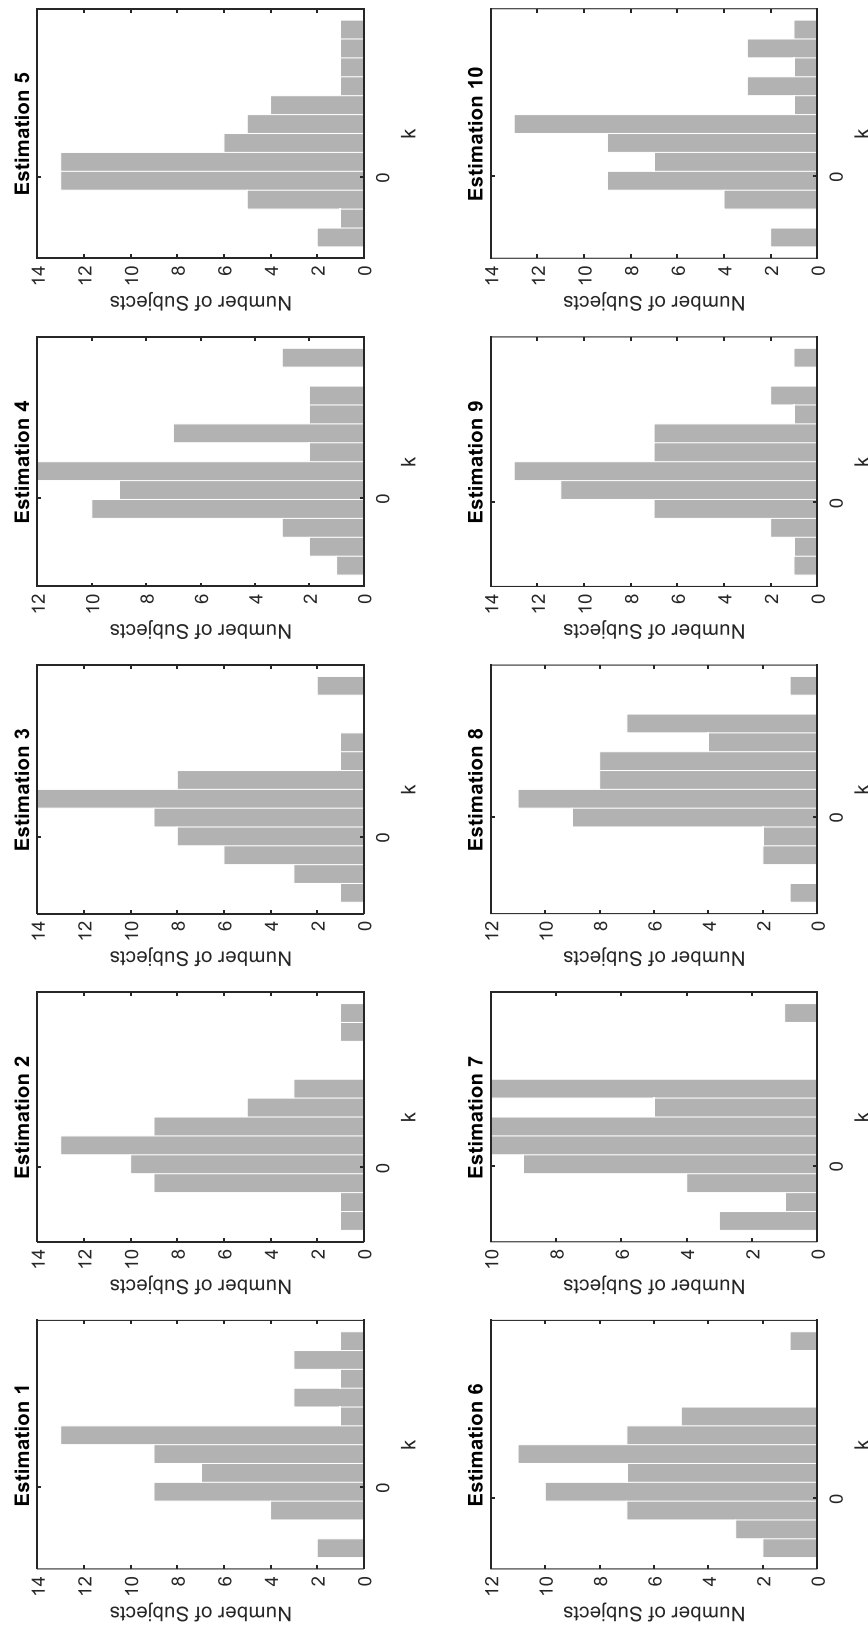 Estimation 1
Number of Subjects
14
12
10
8
6
4
2
0
0
k
Estimation 2
Number of Subjects
14
12
10
8
6
4
2
0
0
k
Estimation 3
Number of Subjects
14
12
10
8
6
4
2
0
0
k
Estimation 4
Number of Subjects
12
10
8
6
4
2
0
0
k
Estimation 5
Number of Subjects
14
12
10
8
6
4
2
0
0
k
Estimation 6
Number of Subjects
12
10
8
6
4
2
0
0
k
Estimation 7
Number of Subjects
10
8
6
4
2
0
0
k
Estimation 8
Number of Subjects
12
10
8
6
4
2
0
0
k
Estimation 9
Number of Subjects
14
12
10
8
6
4
2
0
0
k
Estimation 10
Number of Subjects
14
12
10
8
6
4
2
0
0
k